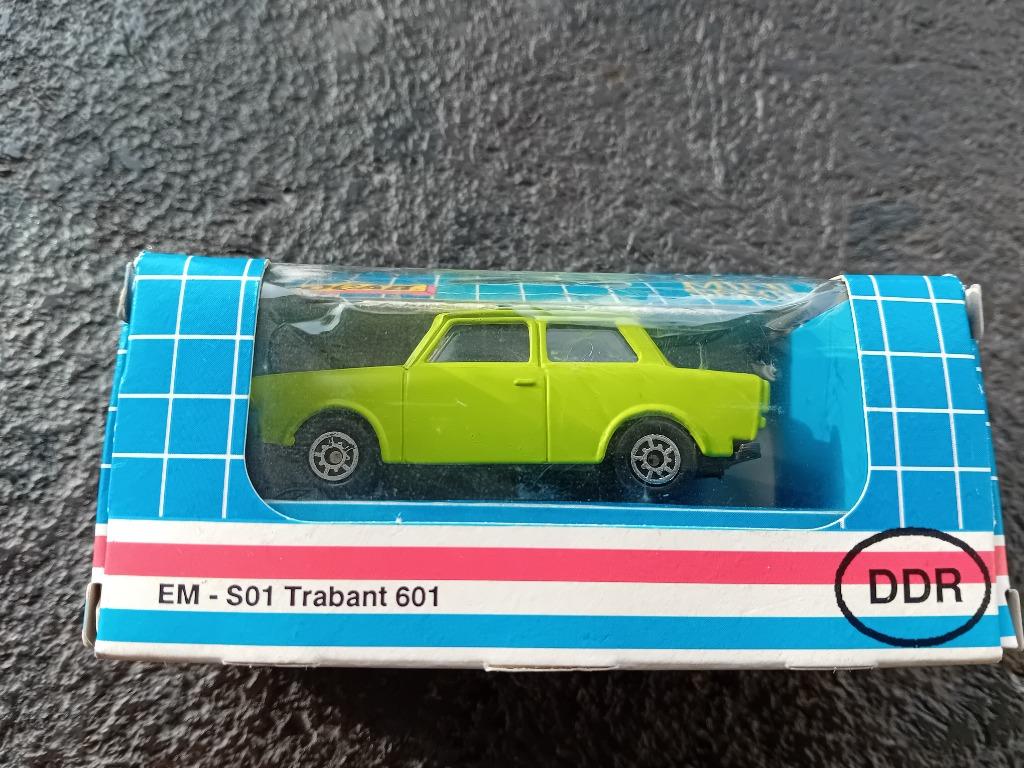 EM - S01 Trabant 601
DDR